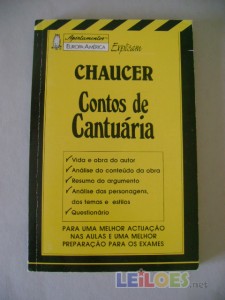 Apontamentos
EUROPA-AMÉRICA
Explicam
CHAUCER
Contos de
Cantuária
✓ Vida e obra do autor
✓ Análise do conteúdo da obra
✓ Resumo do argumento
✓ Análise das personagens,
dos temas e estilos
✓ Questionário
PARA UMA MELHOR ACTUAÇÃO
NAS AULAS E UMA MELHOR
PREPARAÇÃO PARA OS EXAMES
LEiLOES.net